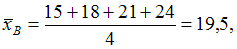 x̄_B = (15+18+21+24)/4 = 19,5,